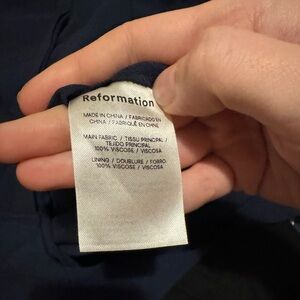 Reformation
MADE IN CHINA / FABRICADO EN
CHINA / FABRIQUÉ EN CHINE
MAIN FABRIC / TISSU PRINCIPAL /
TEJIDO PRINCIPAL
100% VISCOSE / VISCOSA
LINING / DOUBLURE / FORRO
100% VISCOSE / VISCOSA